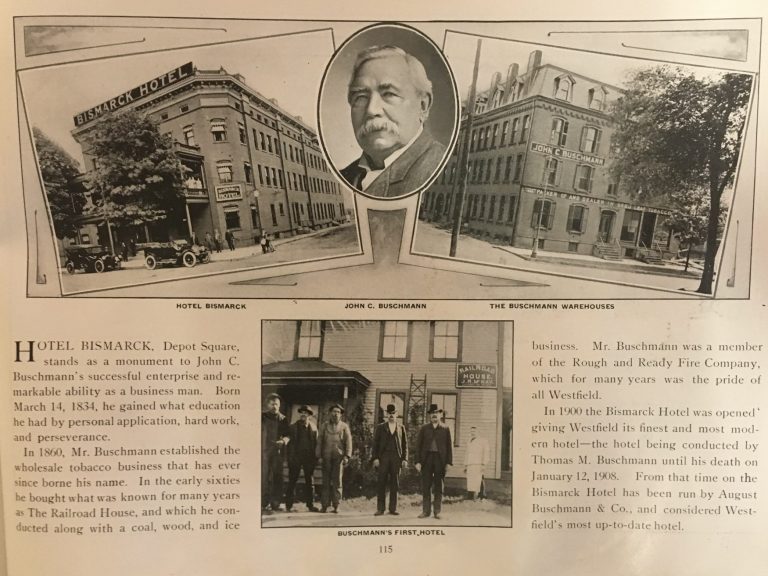 BISMARCK HOTEL
BISMARCK
HOTEL
JOHN C. BUSCHMANN
PACKER OF AND DEALER IN TOBACCO
HOTEL BISMARCK
JOHN C. BUSCHMANN
THE BUSCHMANN WAREHOUSES
HOTEL BISMARCK, Depot Square,
stands as a monument to John C.
Buschmann's successful enterprise and re-
markable ability as a business man. Born
March 14, 1834, he gained what education
he had by personal application, hard work,
and perseverance.
In 1860, Mr. Buschmann established the
wholesale tobacco business that has ever
since borne his name. In the early sixties
he bought what was known for many years
as The Railroad House, and which he con-
ducted along with a coal, wood, and ice
RAILROAD
HOUSE
BUSCHMANN'S FIRST HOTEL
business. Mr. Buschmann was a member
of the Rough and Ready Fire Company,
which for many years was the pride of
all Westfield.
In 1900 the Bismarck Hotel was opened
giving Westfield its finest and most mod-
ern hotel—the hotel being conducted by
Thomas M. Buschmann until his death on
January 12, 1908. From that time on the
Bismarck Hotel has been run by August
Buschmann & Co., and considered West-
field's most up-to-date hotel.
115